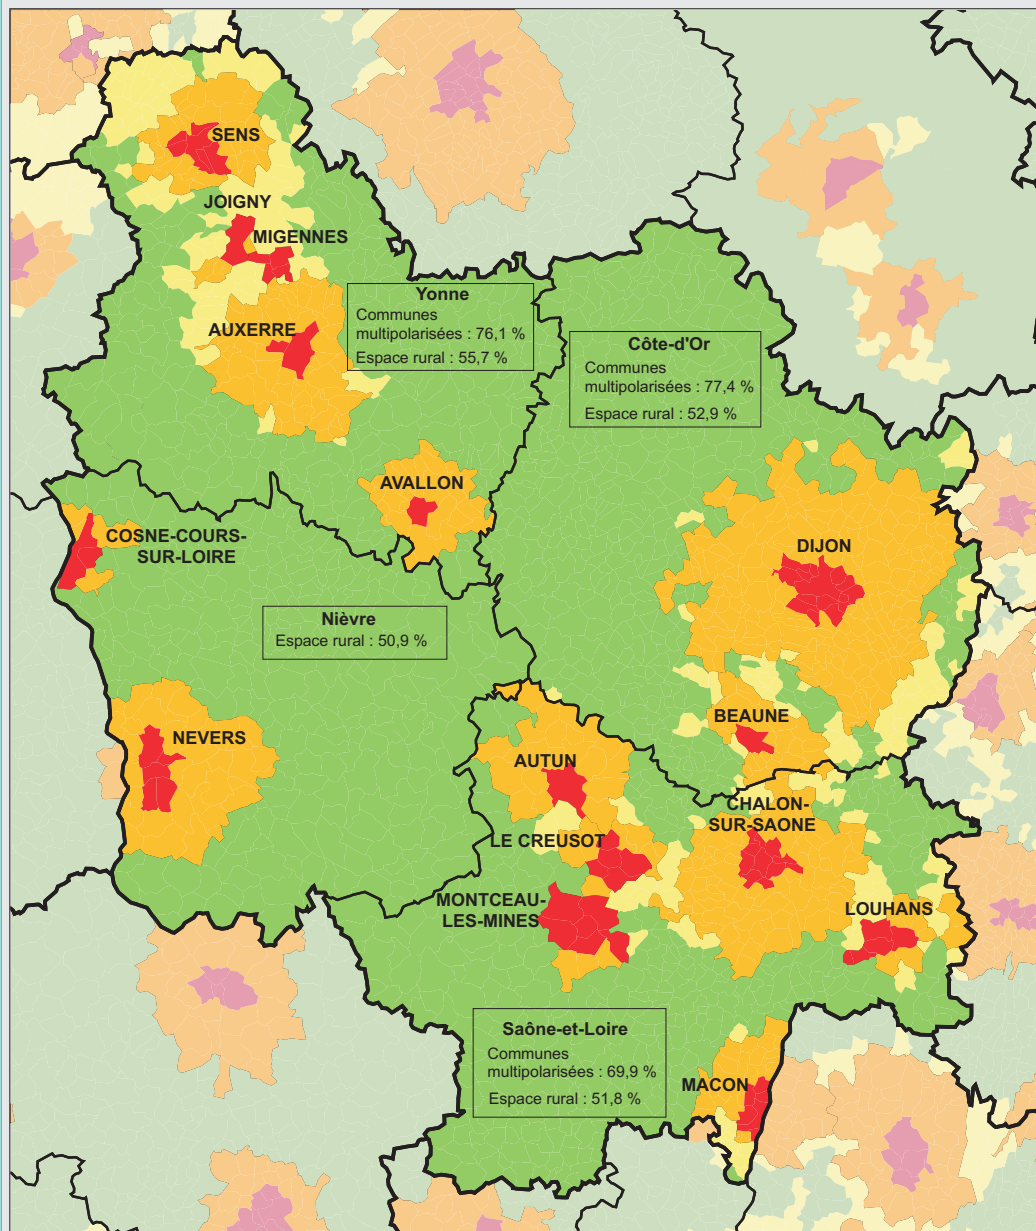 SENS
JOIGNY
MIGENNES
AUXERRE
Yonne
Communes
multipolarisées : 76,1 %
Espace rural : 55,7 %
Côte-d'Or
Communes
multipolarisées : 77,4 %
Espace rural : 52,9 %
AVALLON
COSNE-COURS-
SUR-LOIRE
DIJON
Nièvre
Espace rural : 50,9 %
NEVERS
BEAUNE
AUTUN
CHALON-
SUR-SAONE
LE CREUSOT
MONTCEAU-
LES-MINES
LOUHANS
Saône-et-Loire
Communes
multipolarisées : 69,9 %
Espace rural : 51,8 %
MACON